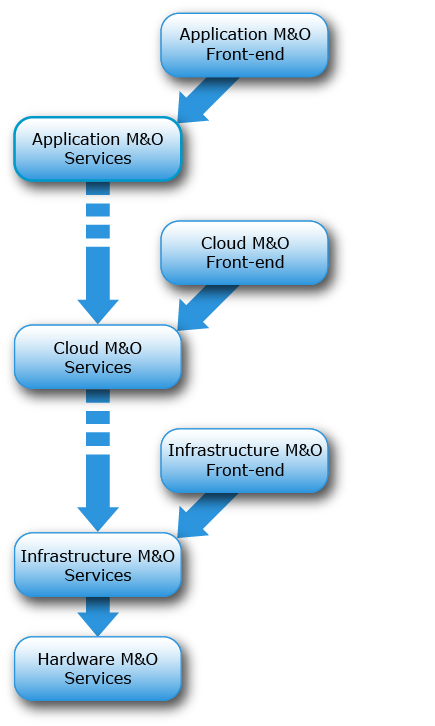 Application M&O
Front-end
Application M&O
Services
Cloud M&O
Front-end
Cloud M&O
Services
Infrastructure M&O
Front-end
Infrastructure M&O
Services
Hardware M&O
Services